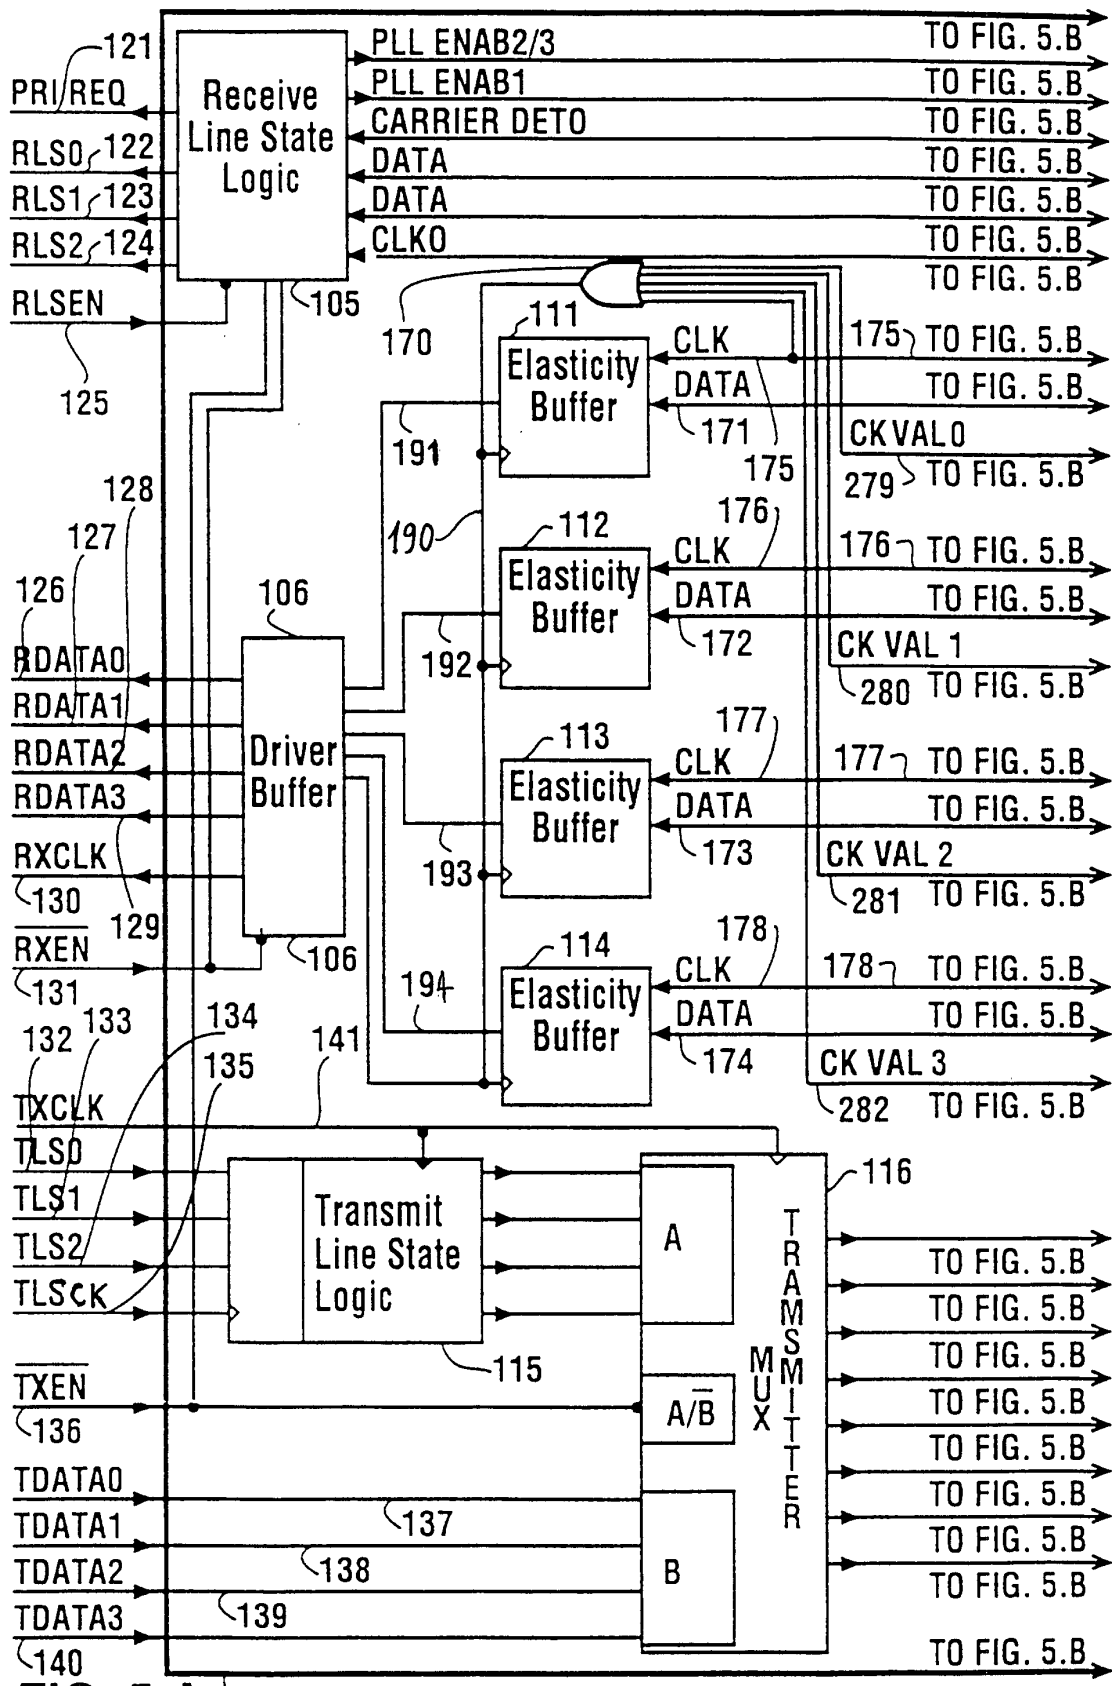 121
PRIREQ
RLS0
122
RLS1
123
RLS2
124
RLSEN
125
Receive
Line State
Logic
105
PLL ENAB2/3
TO FIG. 5.B
PLL ENAB1
TO FIG. 5.B
CARRIER DET0
TO FIG. 5.B
DATA
TO FIG. 5.B
DATA
TO FIG. 5.B
CLK0
TO FIG. 5.B
TO FIG. 5.B
170
111
Elasticity
Buffer
CLK
175
TO FIG. 5.B
DATA
TO FIG. 5.B
191
171
175
CKVAL0
279
TO FIG. 5.B
190
112
Elasticity
Buffer
176
CLK
176
TO FIG. 5.B
DATA
TO FIG. 5.B
192
172
CK VAL 1
280
TO FIG. 5.B
128
127
126
106
RDATA0
RDATA1
RDATA2
RDATA3
RXCLK
130
129
RXEN
131
Driver
Buffer
106
113
Elasticity
Buffer
177
CLK
177
TO FIG. 5.B
DATA
TO FIG. 5.B
193
173
CK VAL 2
281
TO FIG. 5.B
114
Elasticity
Buffer
178
CLK
178
TO FIG. 5.B
DATA
TO FIG. 5.B
194
174
CK VAL 3
282
TO FIG. 5.B
132
133
134
135
141
TXCLK
TLS0
TLS1
TLS2
TLSCK
Transmit
Line State
Logic
115
TXEN
136
A
A/B
B
MUX
TRAMSMITTER
116
TO FIG. 5.B
TO FIG. 5.B
TO FIG. 5.B
TO FIG. 5.B
TO FIG. 5.B
TO FIG. 5.B
TO FIG. 5.B
TO FIG. 5.B
TDATA0
137
TDATA1
138
TDATA2
139
TDATA3
140
TO FIG. 5.B